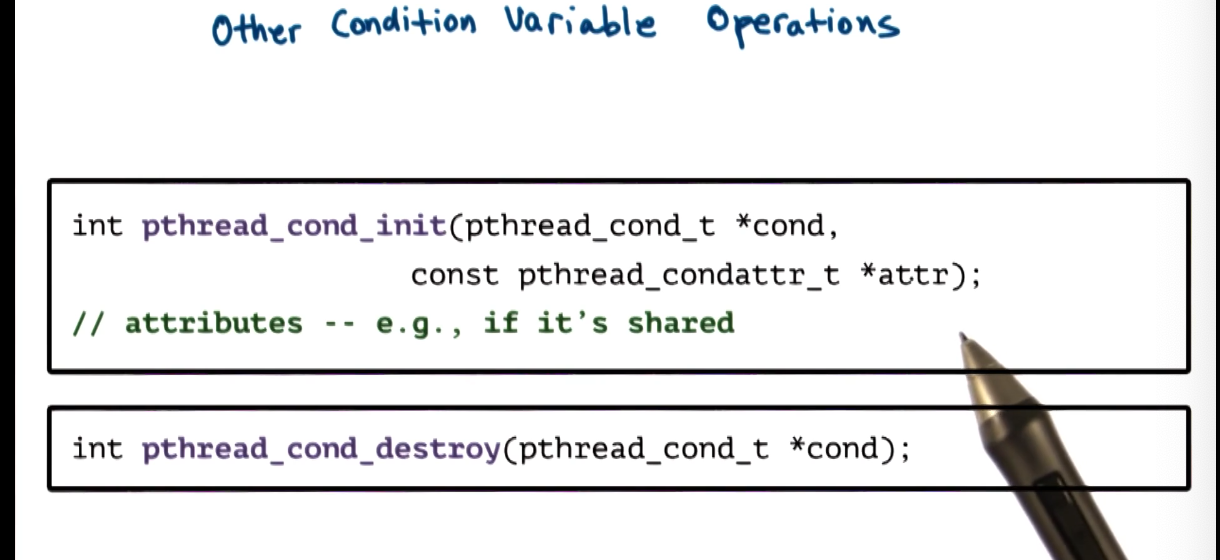 Other Condition Variable Operations
int pthread_cond_init(pthread_cond_t *cond,
const pthread_condattr_t *attr);
// attributes -- e.g., if it's shared
int pthread_cond_destroy(pthread_cond_t *cond);